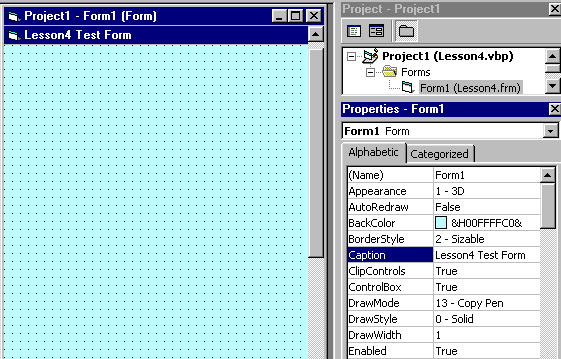 Project1 - Form1 (Form)
Lesson4 Test Form
Project - Project1
Project1 (Lesson4.vbp)
Forms
Form1 (Lesson4.frm)
Properties - Form1
Form1 Form
Alphabetic Categorized
(Name) Form1
Appearance 1 - 3D
AutoRedraw False
BackColor &H00FFFFC0&
BorderStyle 2 - Sizable
Caption Lesson4 Test Form
ClipControls True
ControlBox True
DrawMode 13 - Copy Pen
DrawStyle 0 - Solid
DrawWidth 1
Enabled True